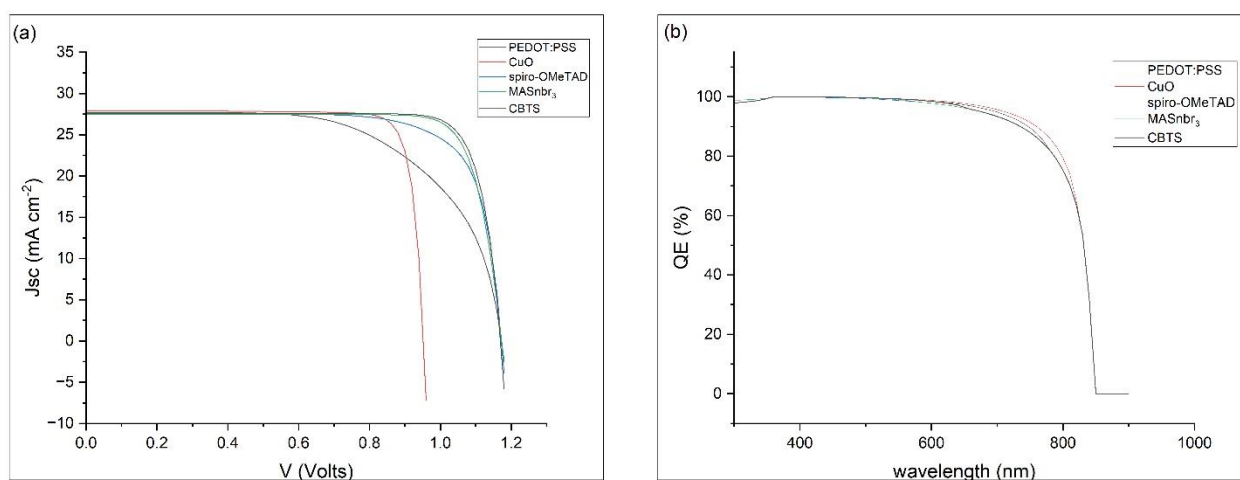 (a)
35
30
25
20
15
10
5
0
−5
−10
Jsc (mA cm-2)
0.0 0.2 0.4 0.6 0.8 1.0 1.2
V (Volts)
PEDOT:PSS
CuO
spiro-OMeTAD
MASnbr3
CBTS
(b)
100
80
60
40
20
0
QE (%)
400 600 800 1000
wavelength (nm)
PEDOT:PSS
CuO
spiro-OMeTAD
MASnbr3
CBTS